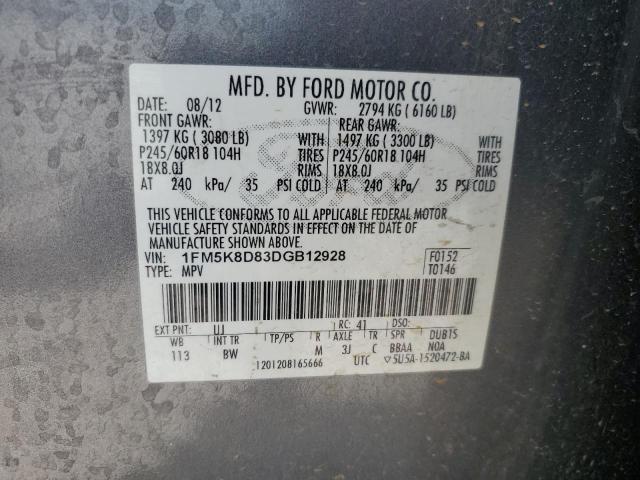 MFD. BY FORD MOTOR CO.
DATE: 08/12 GVWR: 2794 KG ( 6160 LB)
FRONT GAWR: REAR GAWR:
1397 KG ( 3080 LB) WITH 1497 KG ( 3300 LB) WITH
P245/60R18 104H TIRES P245/60R18 104H TIRES
18X8.0J RIMS 18X8.0J RIMS
AT 240 kPa/ 35 PSI COLD AT 240 kPa/ 35 PSI COLD
THIS VEHICLE CONFORMS TO ALL APPLICABLE FEDERAL MOTOR
VEHICLE SAFETY STANDARDS IN EFFECT ON THE DATE OF
MANUFACTURE SHOWN ABOVE.
VIN: 1FM5K8D83DGB12928 F0152
TYPE: MPV T0146
EXT PNT: UJ RC: 41 DSO:
WB INT TR TP/PS R AXLE TR SPR DUB1S
113 BW M 3J C BBAA NOA
1201208165666 UTC ▽5U5A-1520472-BA